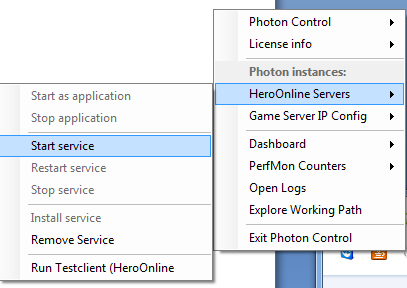 Photon Control
License info
Photon instances:
HeroOnline Servers
Game Server IP Config
Dashboard
PerfMon Counters
Open Logs
Explore Working Path
Exit Photon Control
Start as application
Stop application
Start service
Restart service
Stop service
Install service
Remove Service
Run Testclient (HeroOnline